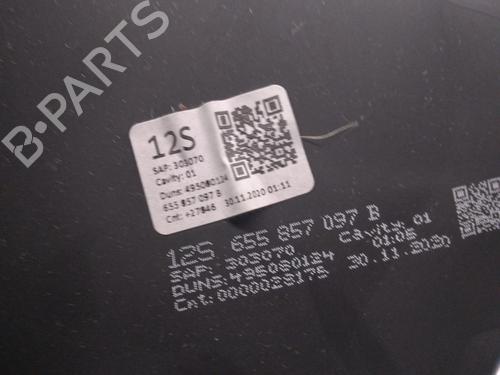 B-PARTS
12S
SAP: 303070
Cavity: 01
Duns: 495080124
655 857 097 B
Cnt: +27846
30.11.2020 01:11
12S 655 857 097 B
SAP: 303070 Cavity: 01
DUNS: 495080124 01:05
Cnt: 0000028175 30.11.2020